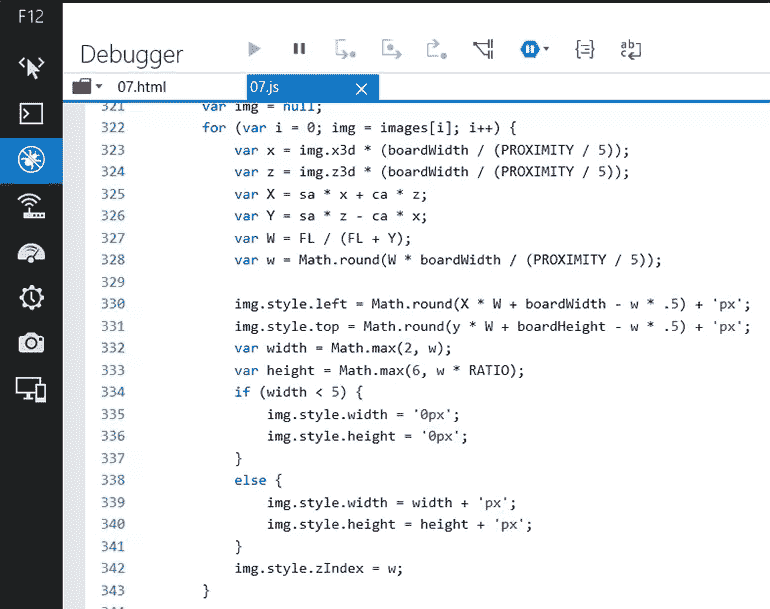 F12
Debugger
07.html
07.js
321 var img = null;
322 for (var i = 0; img = images[i]; i++) {
323 var x = img.x3d * (boardWidth / (PROXIMITY / 5));
324 var z = img.z3d * (boardWidth / (PROXIMITY / 5));
325 var X = sa * x + ca * z;
326 var Y = sa * z - ca * x;
327 var W = FL / (FL + Y);
328 var w = Math.round(W * boardWidth / (PROXIMITY / 5));
329
330 img.style.left = Math.round(X * W + boardWidth - w * .5) + 'px';
331 img.style.top = Math.round(y * W + boardHeight - w * .5) + 'px';
332 var width = Math.max(2, w);
333 var height = Math.max(6, w * RATIO);
334 if (width < 5) {
335 img.style.width = '0px';
336 img.style.height = '0px';
337 }
338 else {
339 img.style.width = width + 'px';
340 img.style.height = height + 'px';
341 }
342 img.style.zIndex = w;
343 }